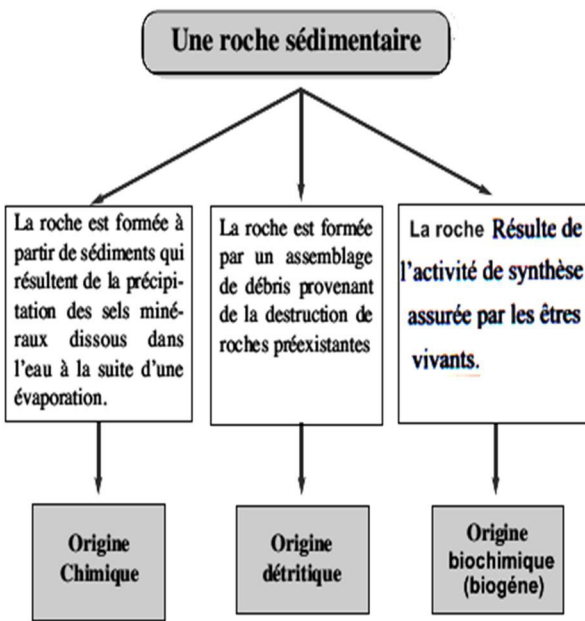 Une roche sédimentaire
La roche est formée à
partir de sédiments qui
résultent de la précipi-
tation des sels miné-
raux dissous dans
l'eau à la suite d'une
évaporation.
La roche est formée
par un assemblage
de débris provenant
de la destruction de
roches préexistantes
La roche Résulte de
l'activité de synthèse
assurée par les êtres
vivants.
Origine
Chimique
Origine
détritique
Origine
biochimique
(biogéne)